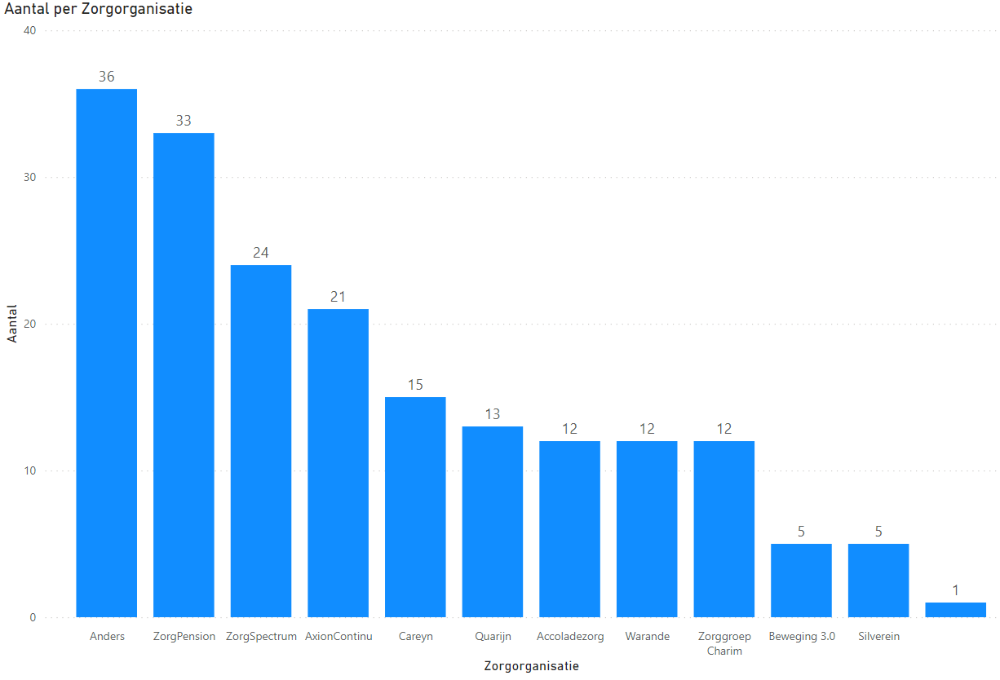 Aantal per Zorgorganisatie
40
36
33
30
24
21
20
15
13
12
12
12
10
5
5
1
0
Aantal
Anders
ZorgPension
ZorgSpectrum
AxionContinu
Careyn
Quarijn
Accoladezorg
Warande
Zorggroep
Charim
Beweging 3.0
Silverein
Zorgorganisatie